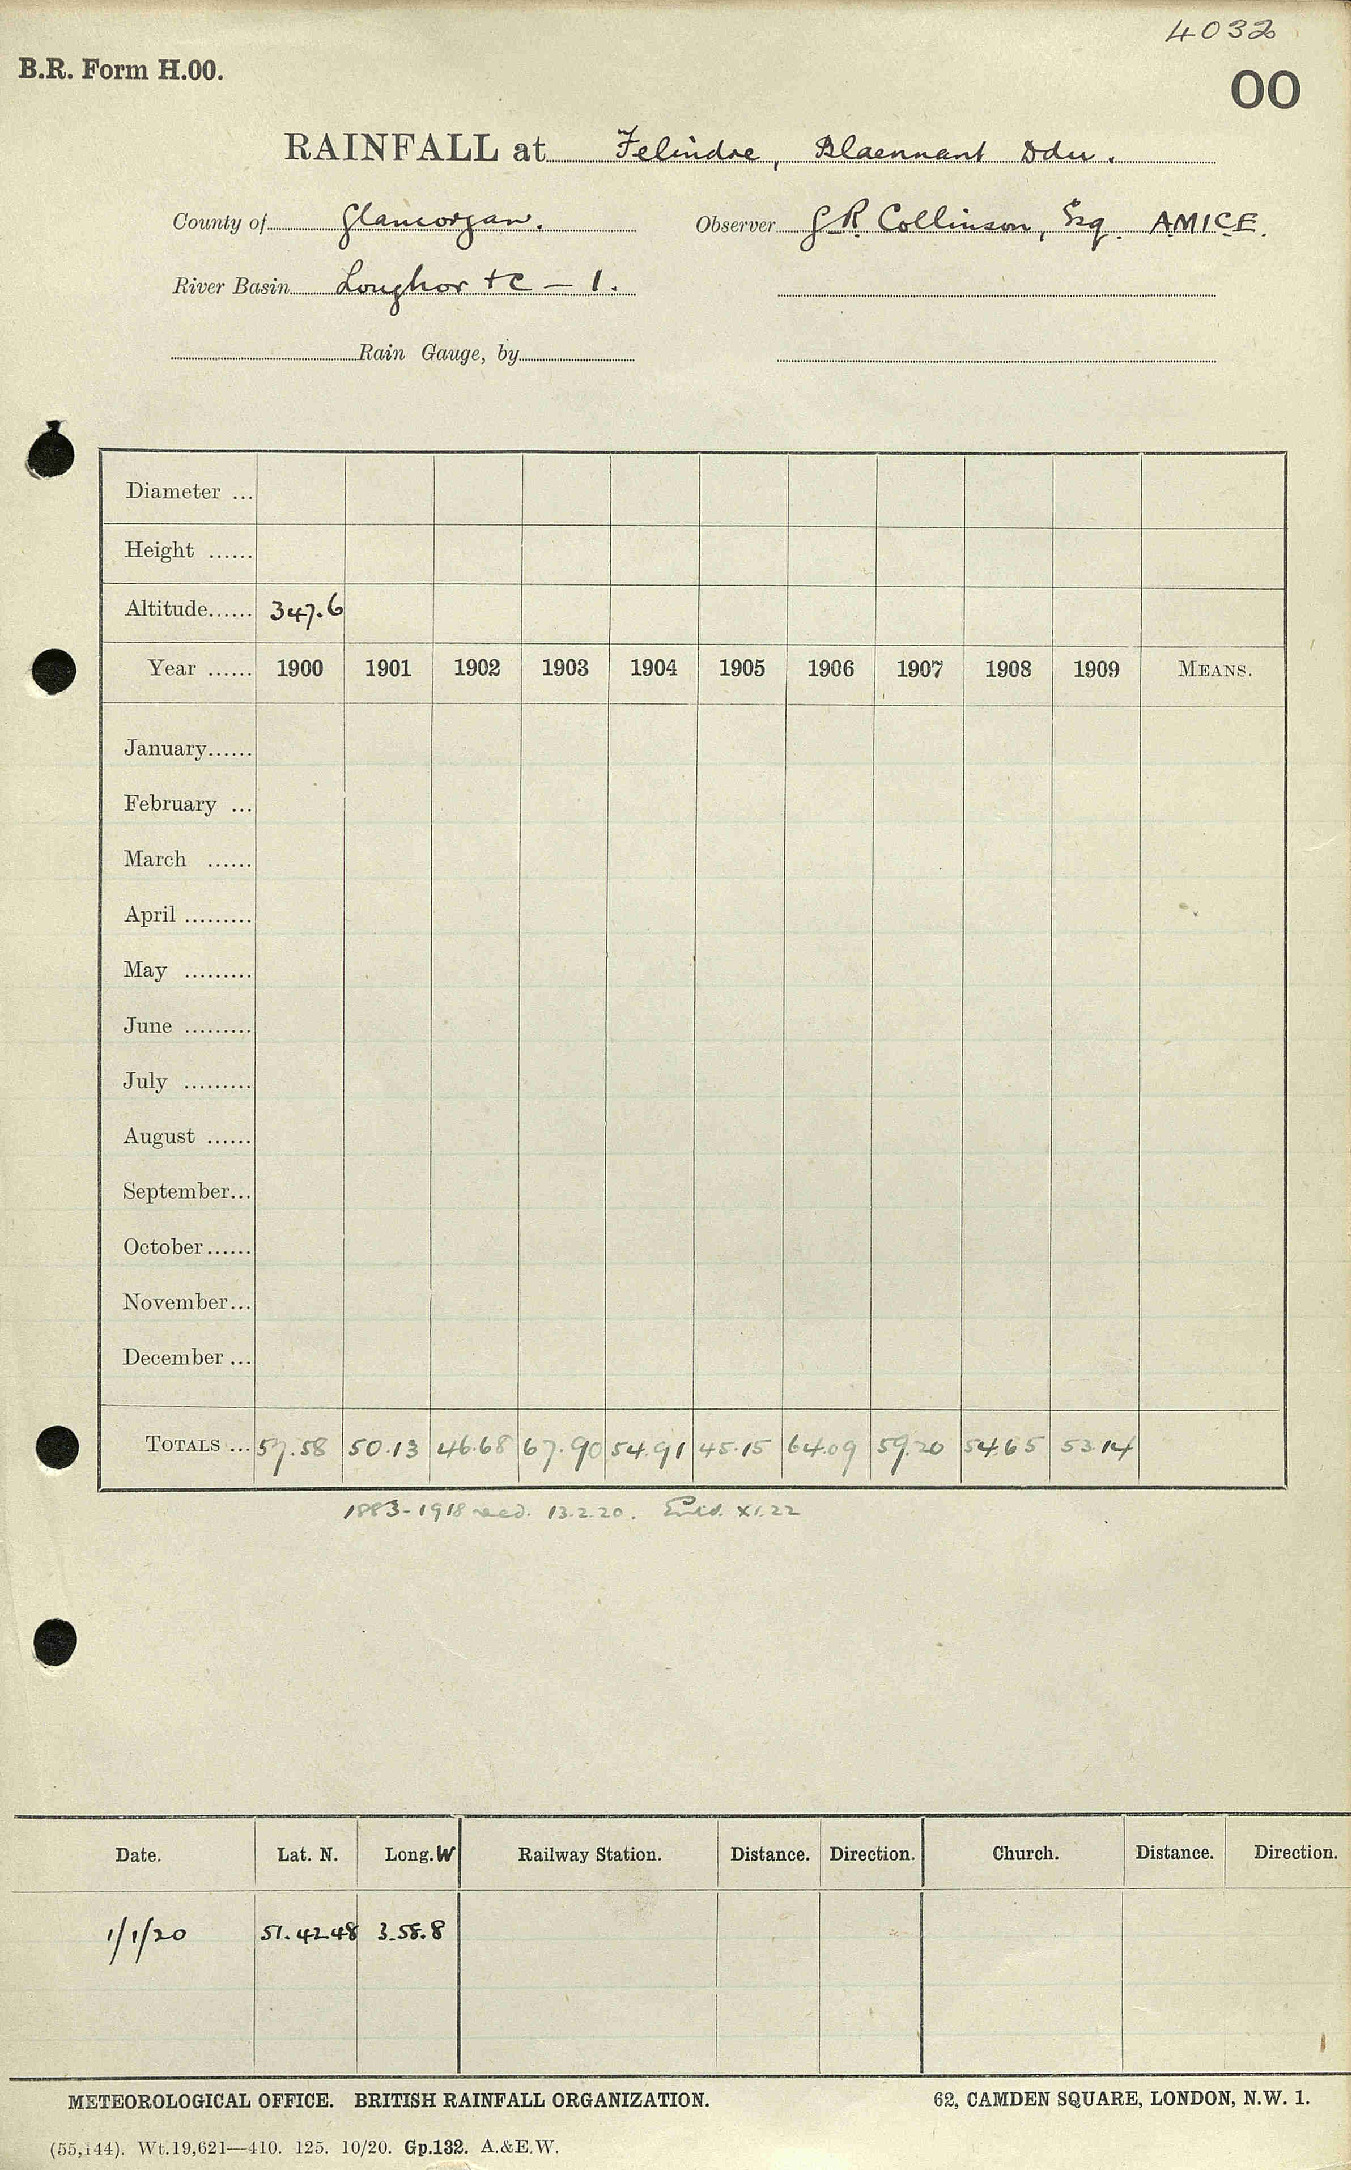 4032
B.R. Form H.00.
00
RAINFALL at Felindre, Blaennant Ddu.
County of Glamorgan. Observer G R Collinson, Esq. AMICE.
River Basin Loughor +c — 1.
Rain Gauge, by
Diameter ...
Height ......
Altitude...... 347.6
Year ...... 1900 1901 1902 1903 1904 1905 1906 1907 1908 1909 MEANS.
January......
February ...
March ......
April .........
May .........
June .........
July .........
August ......
September...
October......
November...
December ...
TOTALS ... 57.58 50.13 46.68 67.90 54.91 45.15 64.09 59.20 54.65 53.14
1883-1918 recd. 13.2.20. XI.22
Date. Lat. N. Long. W Railway Station. Distance. Direction. Church. Distance. Direction.
1/1/20 51.42.48 3.58.8
METEOROLOGICAL OFFICE. BRITISH RAINFALL ORGANIZATION. 62, CAMDEN SQUARE, LONDON, N.W. 1.
(55,144). Wt.19,621—410. 125. 10/20. Gp.132. A.&E.W.